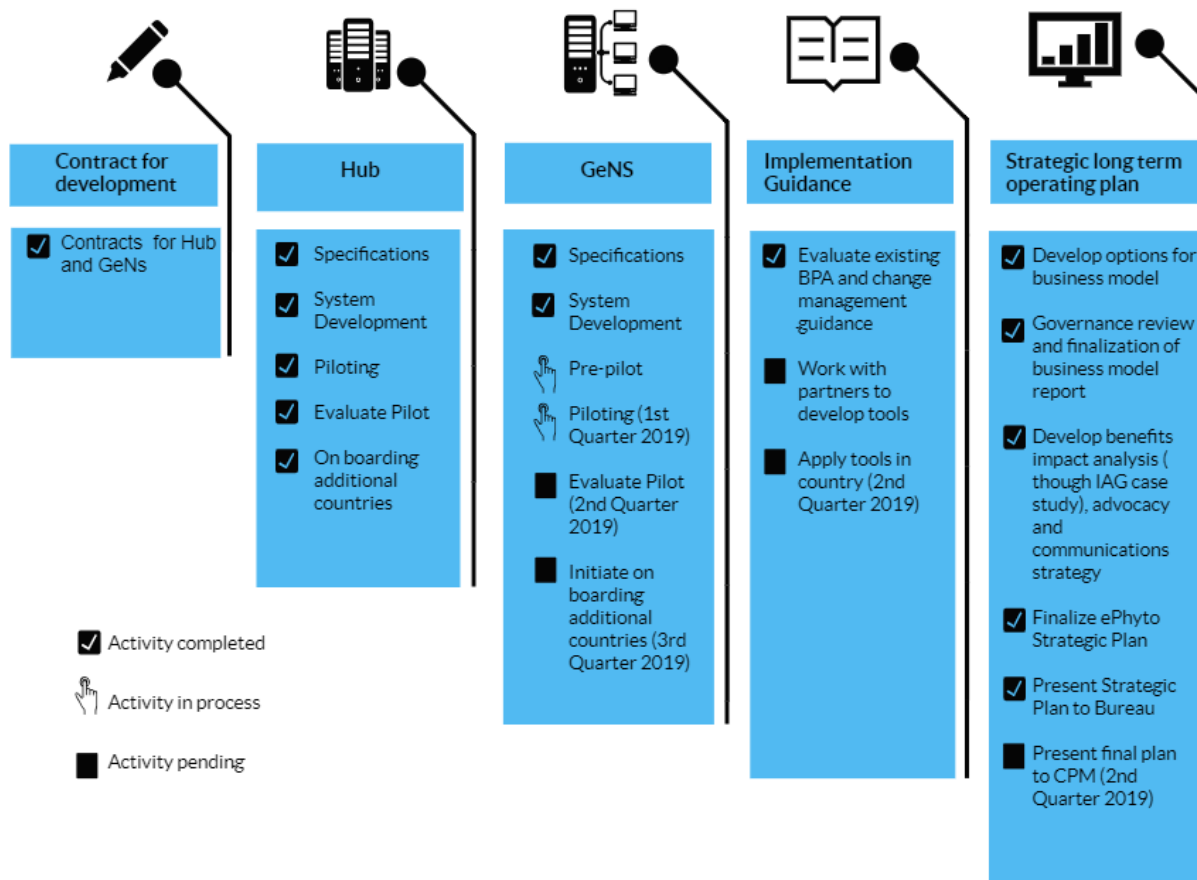 Contract for
development
Contracts for Hub
and GeNs
Hub
Specifications
System
Development
Piloting
Evaluate Pilot
On boarding
additional
countries
GeNS
Specifications
System
Development
Pre-pilot
Piloting (1st
Quarter 2019)
Evaluate Pilot
(2nd Quarter
2019)
Initiate on
boarding
additional
countries (3rd
Quarter 2019)
Implementation
Guidance
Evaluate existing
BPA and change
management
guidance
Work with
partners to
develop tools
Apply tools in
country (2nd
Quarter 2019)
Strategic long term
operating plan
Develop options for
business model
Governance review
and finalization of
business model
report
Develop benefits
impact analysis (
though IAG case
study), advocacy
and
communications
strategy
Finalize ePhyto
Strategic Plan
Present Strategic
Plan to Bureau
Present final plan
to CPM (2nd
Quarter 2019)
Activity completed
Activity in process
Activity pending